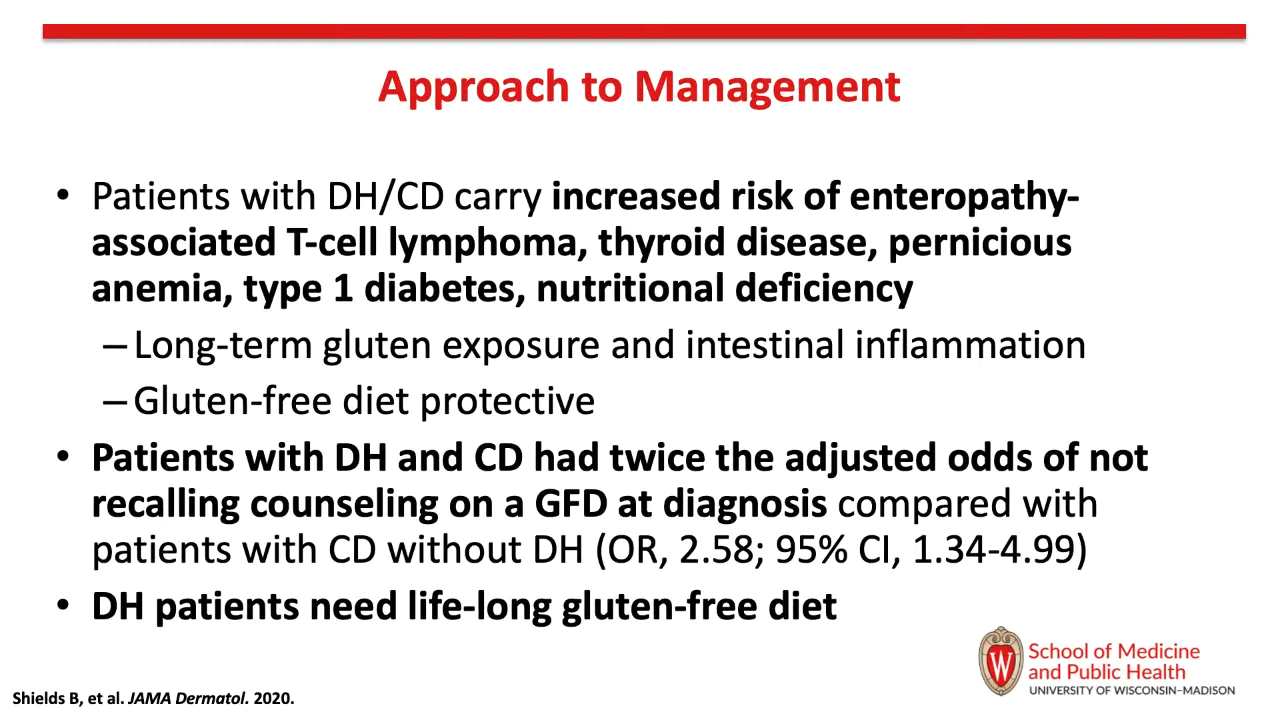 Approach to Management
• Patients with DH/CD carry increased risk of enteropathy-
associated T-cell lymphoma, thyroid disease, pernicious
anemia, type 1 diabetes, nutritional deficiency
–Long-term gluten exposure and intestinal inflammation
–Gluten-free diet protective
• Patients with DH and CD had twice the adjusted odds of not
recalling counseling on a GFD at diagnosis compared with
patients with CD without DH (OR, 2.58; 95% CI, 1.34-4.99)
• DH patients need life-long gluten-free diet
W
School of Medicine
and Public Health
UNIVERSITY OF WISCONSIN–MADISON
Shields B, et al. JAMA Dermatol. 2020.